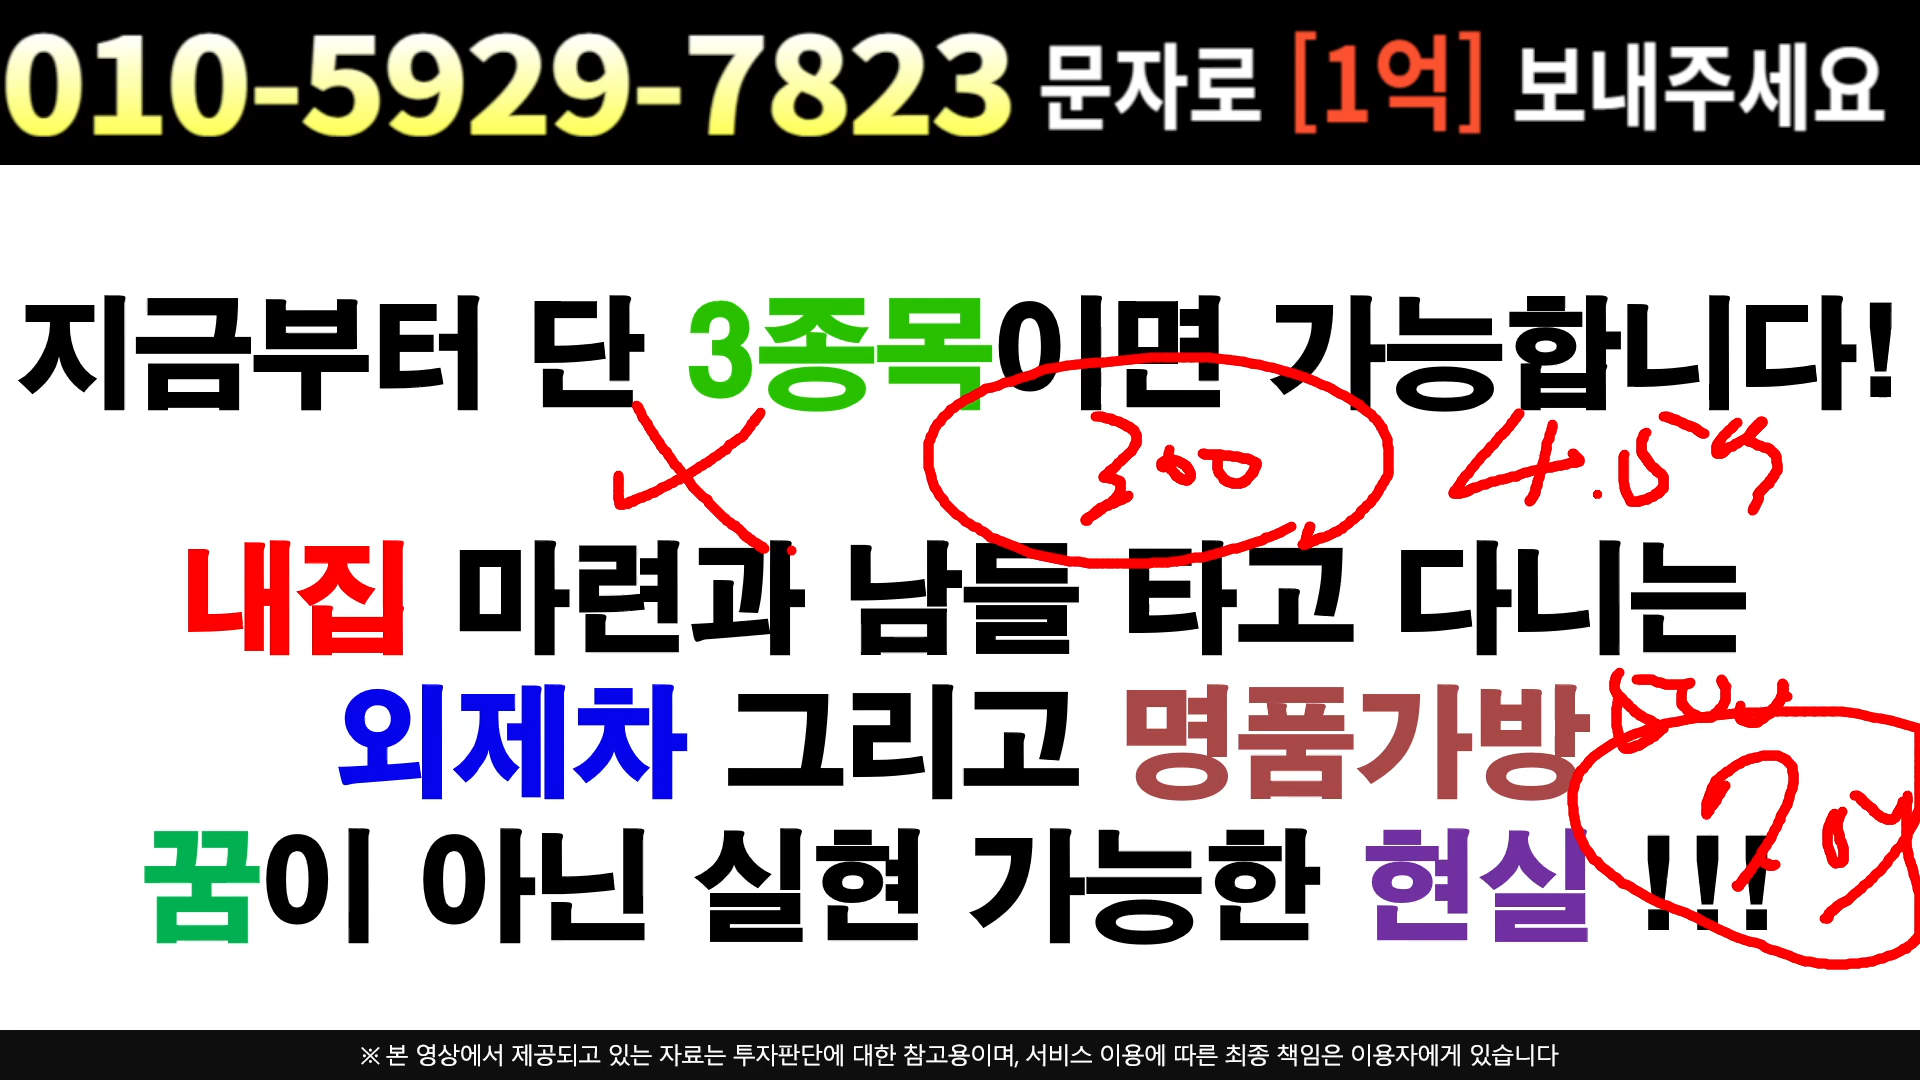 010-5929-7823 문자로 [1억] 보내주세요
지금부터 단 3종목이면 가능합니다!
300 4.5억
내집 마련과 남들 타고 다니는
외제차 그리고 명품가방
꿈이 아닌 실현 가능한 현실 !!!
※ 본 영상에서 제공되고 있는 자료는 투자판단에 대한 참고용이며, 서비스 이용에 따른 최종 책임은 이용자에게 있습니다